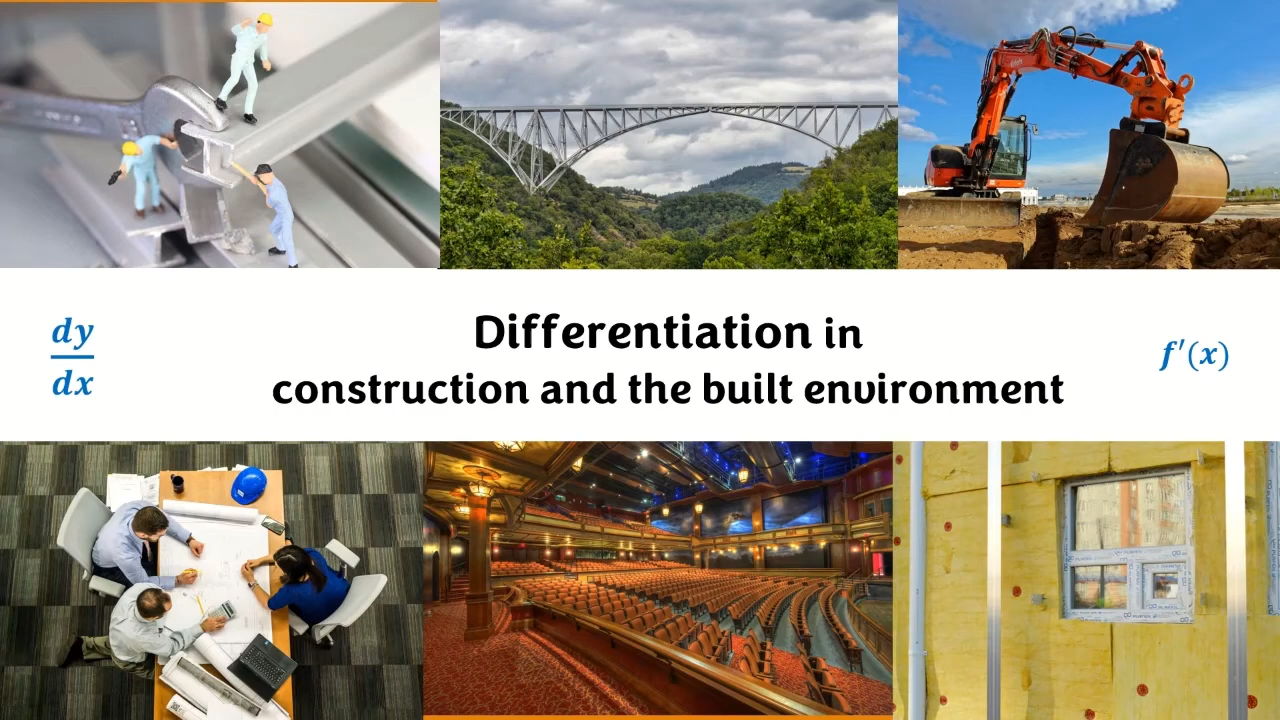 dy
dx
Differentiation in
construction and the built environment
f′(x)